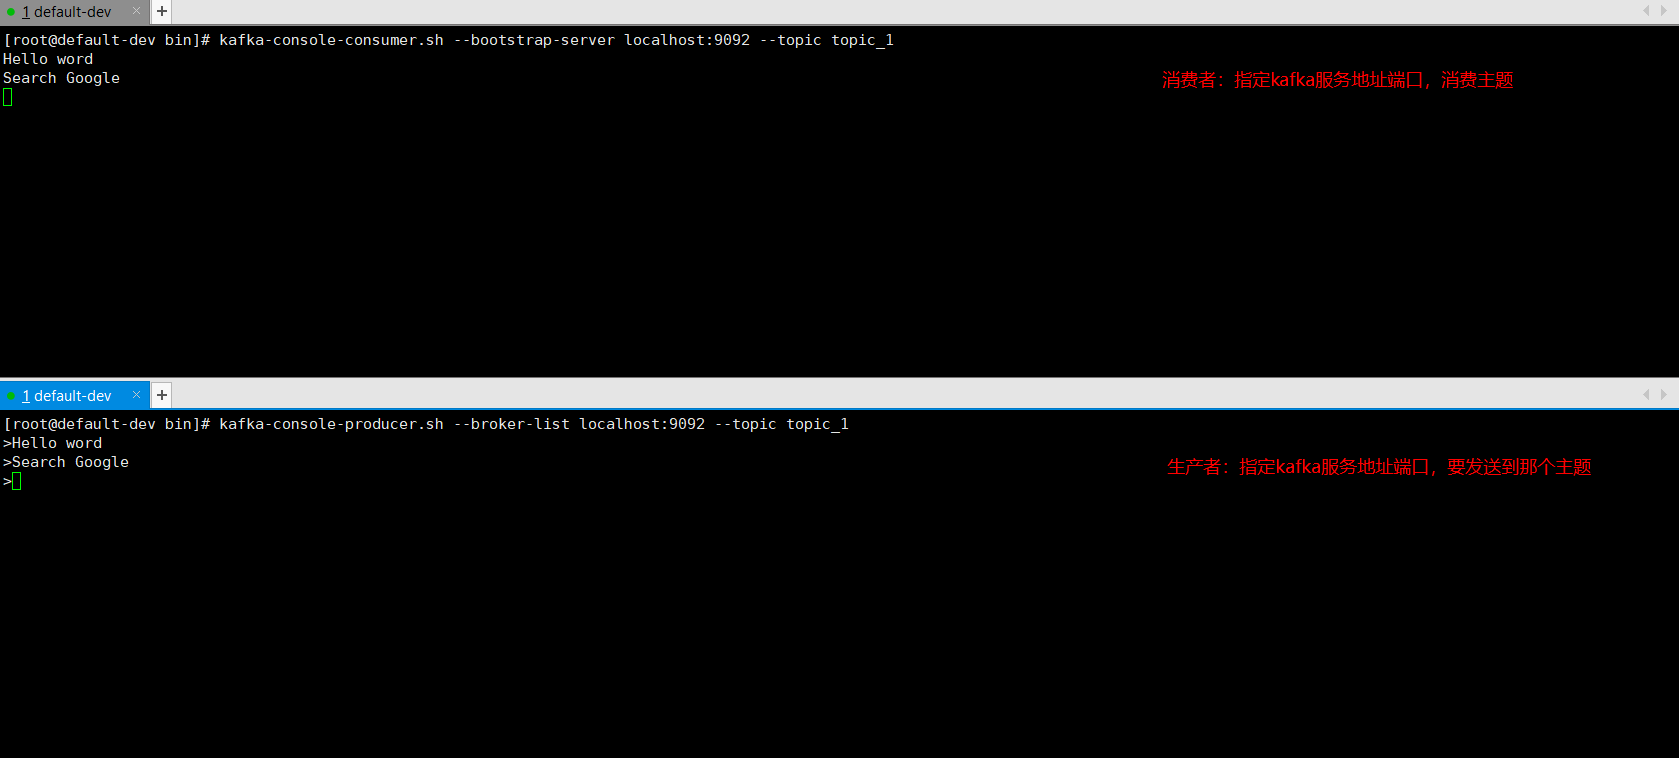 1 default-dev × +
[root@default-dev bin]# kafka-console-consumer.sh --bootstrap-server localhost:9092 --topic topic_1
Hello word
Search Google
消费者：指定kafka服务地址端口，消费主题
1 default-dev × +
[root@default-dev bin]# kafka-console-producer.sh --broker-list localhost:9092 --topic topic_1
>Hello word
>Search Google
>
生产者：指定kafka服务地址端口，要发送到那个主题